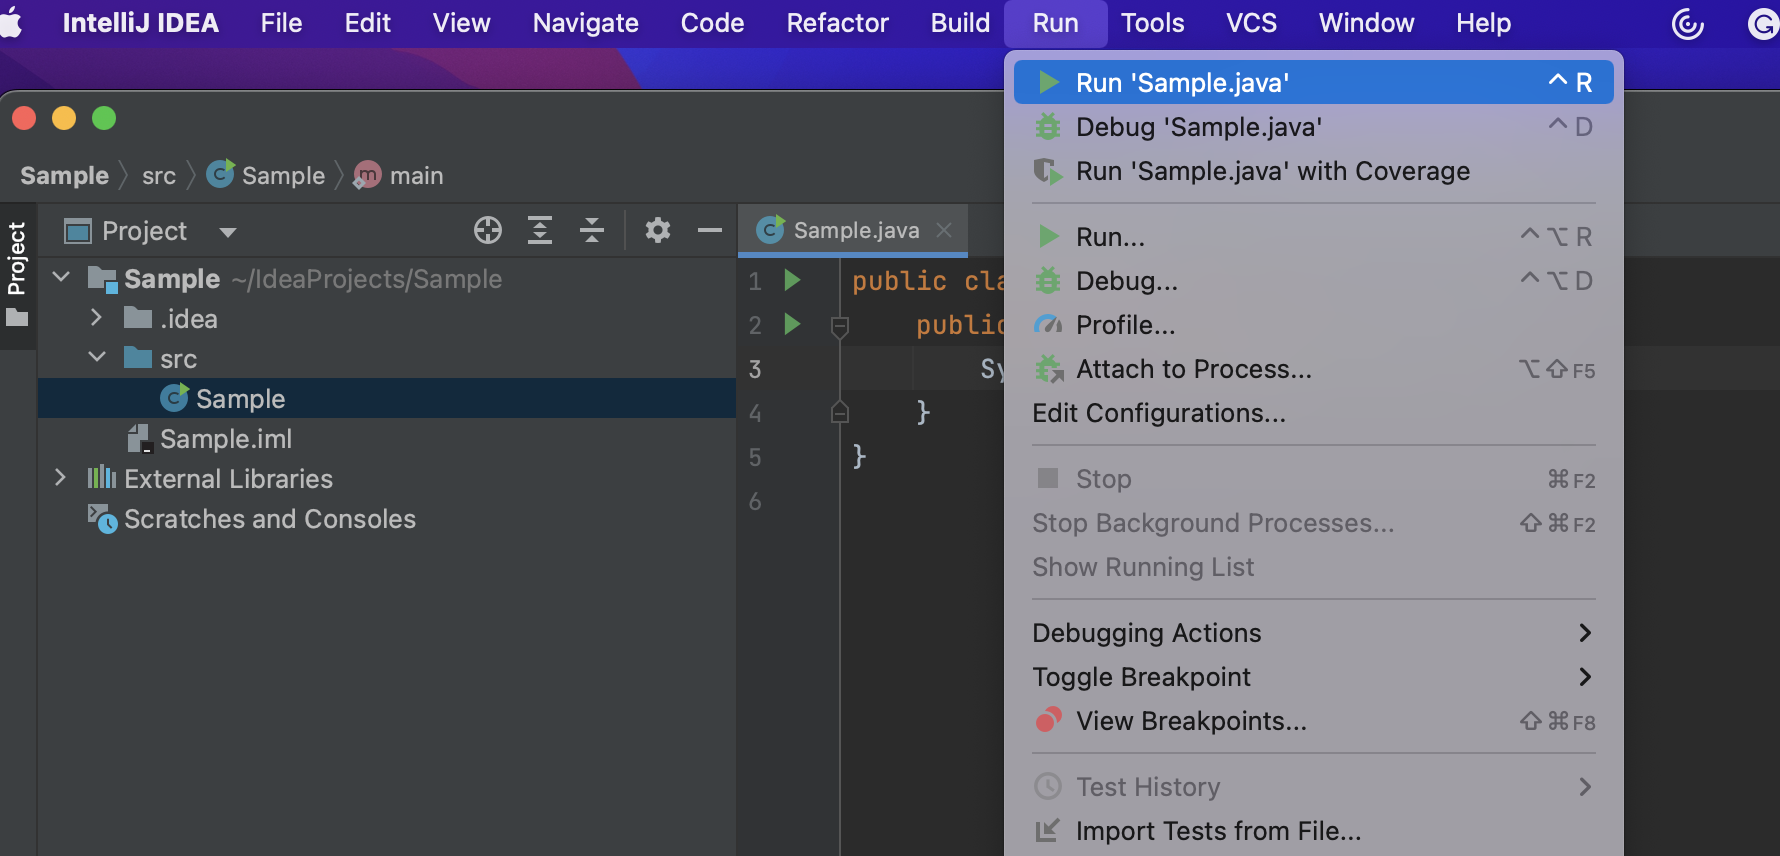 IntelliJ IDEA File Edit View Navigate Code Refactor Build Run Tools VCS Window Help
Sample src Sample main
Project
Project
Sample ~/IdeaProjects/Sample
.idea
src
Sample
Sample.iml
External Libraries
Scratches and Consoles
Sample.java
1 public cla
2 public
3 Sy
4 }
5 }
6
Run 'Sample.java' ^ R
Debug 'Sample.java' ^ D
Run 'Sample.java' with Coverage
Run... ^⌥ R
Debug... ^⌥ D
Profile...
Attach to Process... ⌥⇧F5
Edit Configurations...
Stop ⌘F2
Stop Background Processes... ⇧⌘F2
Show Running List
Debugging Actions
Toggle Breakpoint
View Breakpoints... ⇧⌘F8
Test History
Import Tests from File...